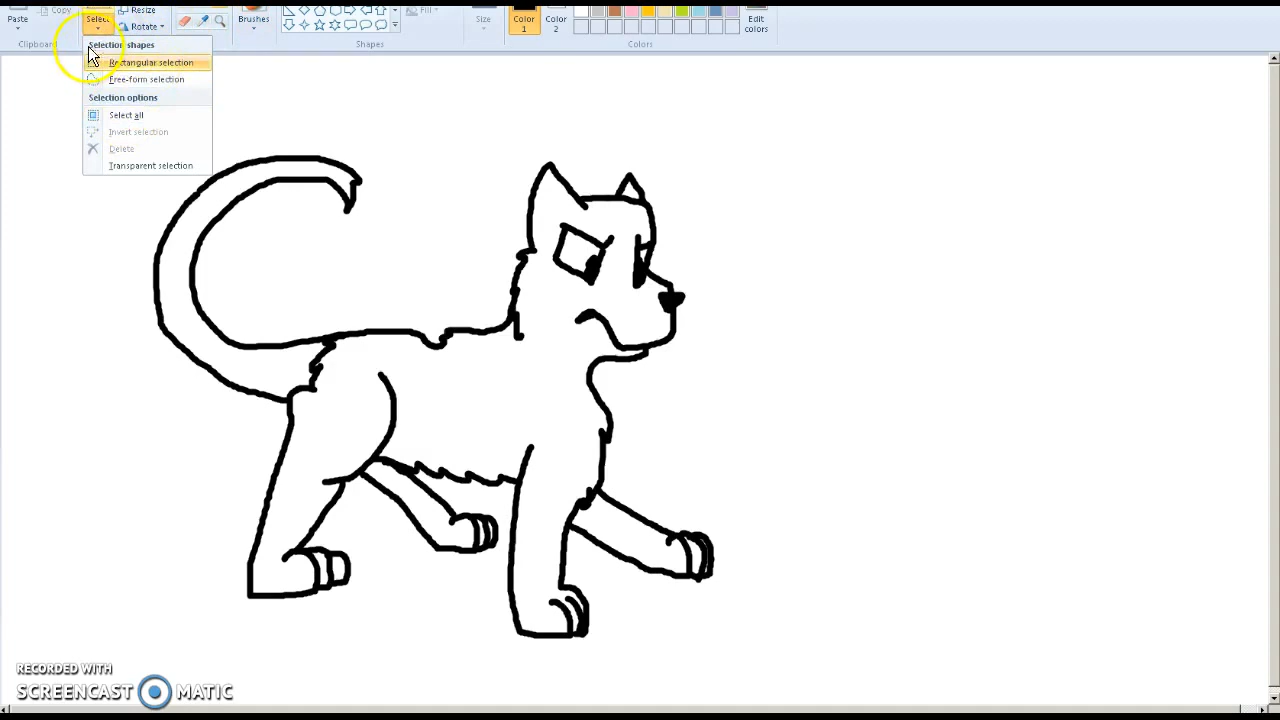 Paste
Copy
Select
Resize
Rotate
Brushes
Fill
Size
Color
1
Color
2
Edit
colors
Clipboard
Shapes
Colors
Selection shapes
Rectangular selection
Free-form selection
Selection options
Select all
Invert selection
Delete
Transparent selection
RECORDED WITH
SCREENCAST MATIC